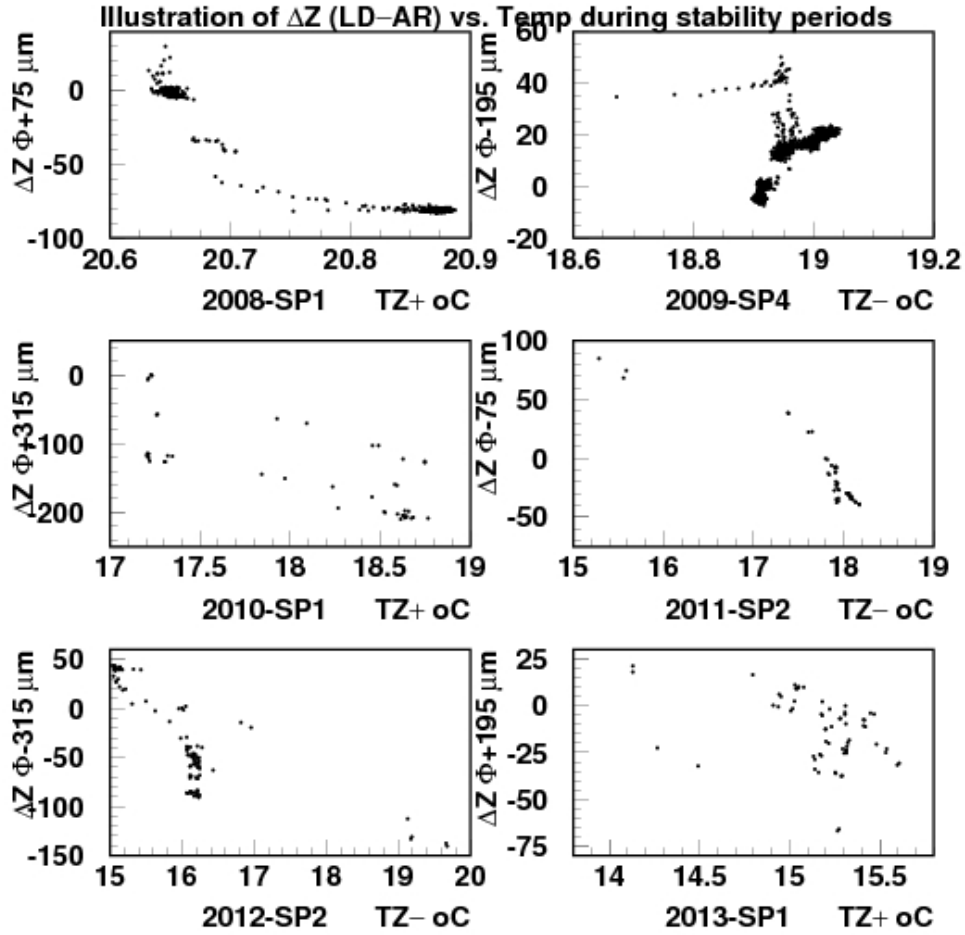 Illustration of ΔZ (LD−AR) vs. Temp during stability periods
ΔZ Φ+75 μm
0
-50
-100
20.6 20.7 20.8 20.9
2008-SP1 TZ+ oC
ΔZ Φ-195 μm
60
40
20
0
-20
18.6 18.8 19 19.2
2009-SP4 TZ− oC
ΔZ Φ+315 μm
0
-100
-200
17 17.5 18 18.5 19
2010-SP1 TZ+ oC
ΔZ Φ-75 μm
100
50
0
-50
15 16 17 18 19
2011-SP2 TZ− oC
ΔZ Φ-315 μm
50
0
-50
-100
-150
15 16 17 18 19 20
2012-SP2 TZ− oC
ΔZ Φ+195 μm
25
0
-25
-50
-75
14 14.5 15 15.5
2013-SP1 TZ+ oC